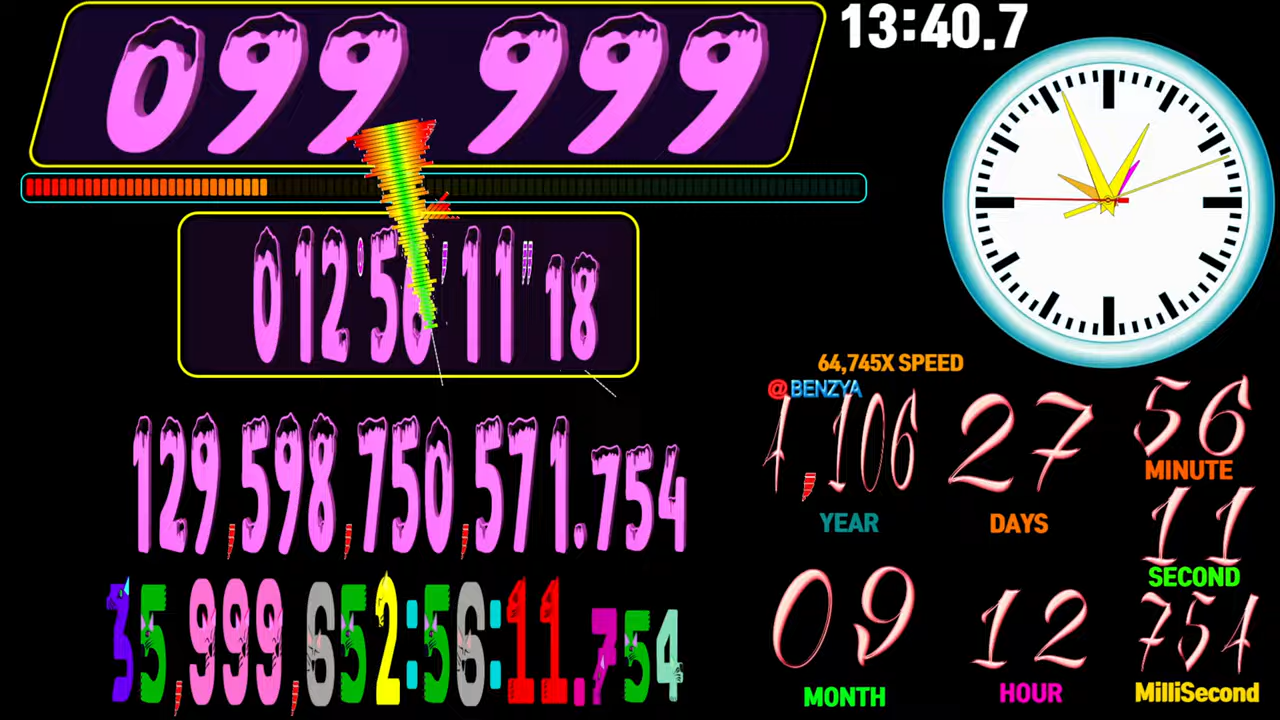 099 999
13:40.7
012°56'11"18
64,745X SPEED
@BENZYA
129,598,750,571.754
35,999,652:56:11.754
1,106
YEAR
27
DAYS
56
MINUTE
11
SECOND
09
MONTH
12
HOUR
754
MilliSecond